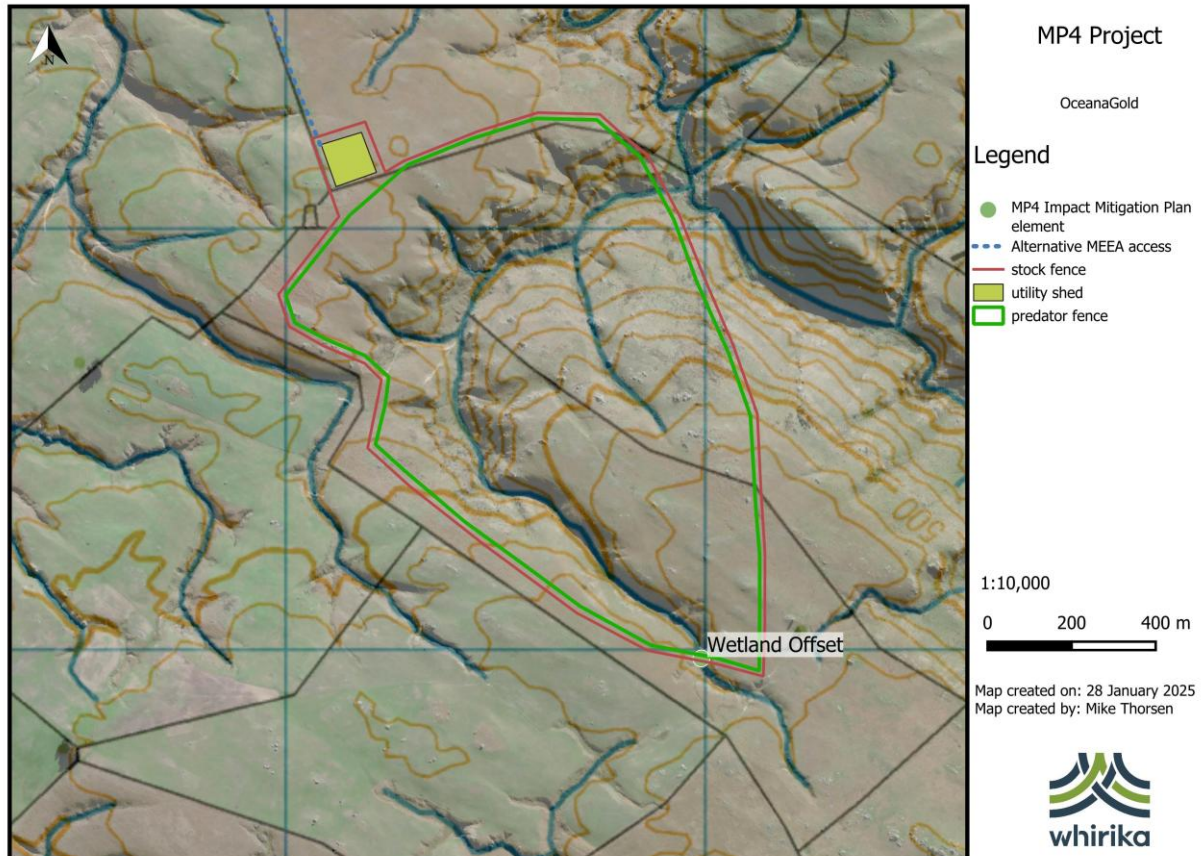 N
500
Wetland Offset
MP4 Project
OceanaGold
Legend
MP4 Impact Mitigation Plan
element
Alternative MEEA access
stock fence
utility shed
predator fence
1:10,000
0 200 400 m
Map created on: 28 January 2025
Map created by: Mike Thorsen
whirika